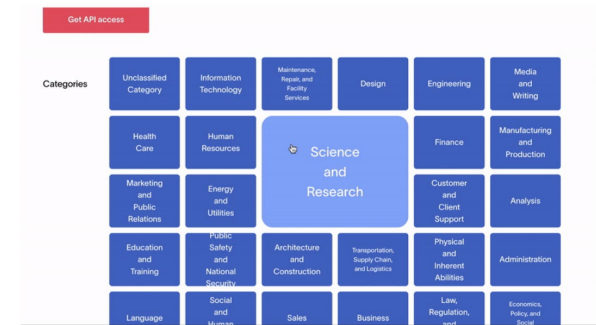 Get API access
Categories
Unclassified
Category
Information
Technology
Maintenance,
Repair, and
Facility
Services
Design
Engineering
Media
and
Writing
Health
Care
Human
Resources
Science
and
Research
Finance
Manufacturing
and
Production
Marketing
and
Public
Relations
Energy
and
Utilities
Customer
and
Client
Support
Analysis
Education
and
Training
Public
Safety
and
National
Security
Architecture
and
Construction
Transportation,
Supply Chain,
and Logistics
Physical
and
Inherent
Abilities
Administration
Language
Social
and
Human
Sales
Business
Law,
Regulation,
and
Economics,
Policy, and
Social